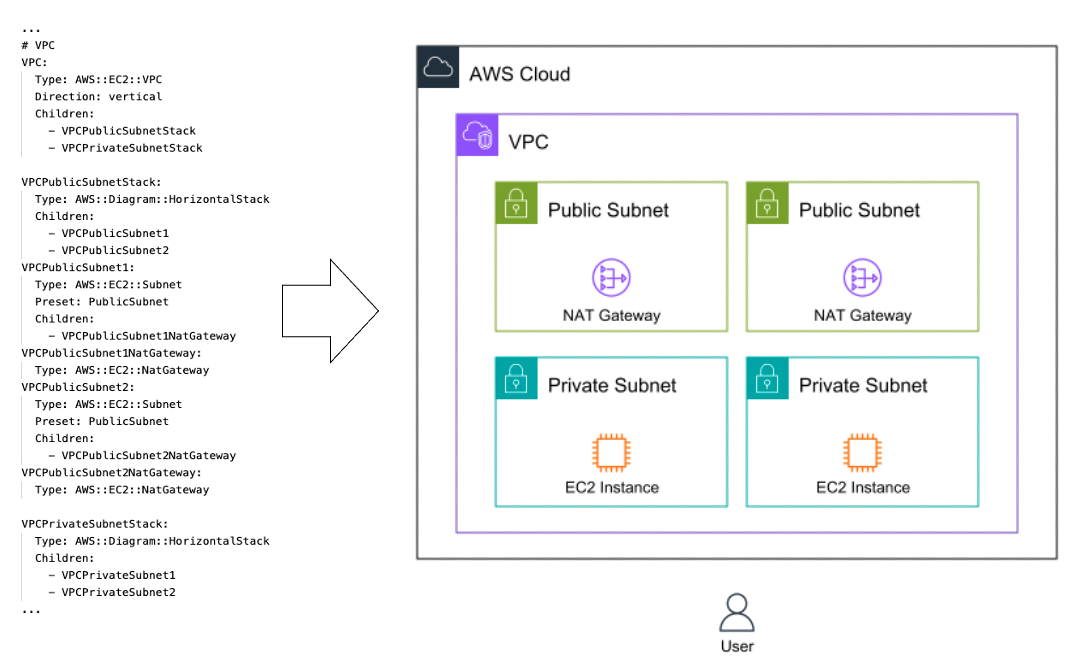 ...
# VPC
VPC:
  Type: AWS::EC2::VPC
  Direction: vertical
  Children:
    - VPCPublicSubnetStack
    - VPCPrivateSubnetStack
VPCPublicSubnetStack:
  Type: AWS::Diagram::HorizontalStack
  Children:
    - VPCPublicSubnet1
    - VPCPublicSubnet2
VPCPublicSubnet1:
  Type: AWS::EC2::Subnet
  Preset: PublicSubnet
  Children:
    - VPCPublicSubnet1NatGateway
VPCPublicSubnet1NatGateway:
  Type: AWS::EC2::NatGateway
VPCPublicSubnet2:
  Type: AWS::EC2::Subnet
  Preset: PublicSubnet
  Children:
    - VPCPublicSubnet2NatGateway
VPCPublicSubnet2NatGateway:
  Type: AWS::EC2::NatGateway
VPCPrivateSubnetStack:
  Type: AWS::Diagram::HorizontalStack
  Children:
    - VPCPrivateSubnet1
    - VPCPrivateSubnet2
...
AWS Cloud
VPC
Public Subnet
NAT Gateway
Public Subnet
NAT Gateway
Private Subnet
EC2 Instance
Private Subnet
EC2 Instance
User